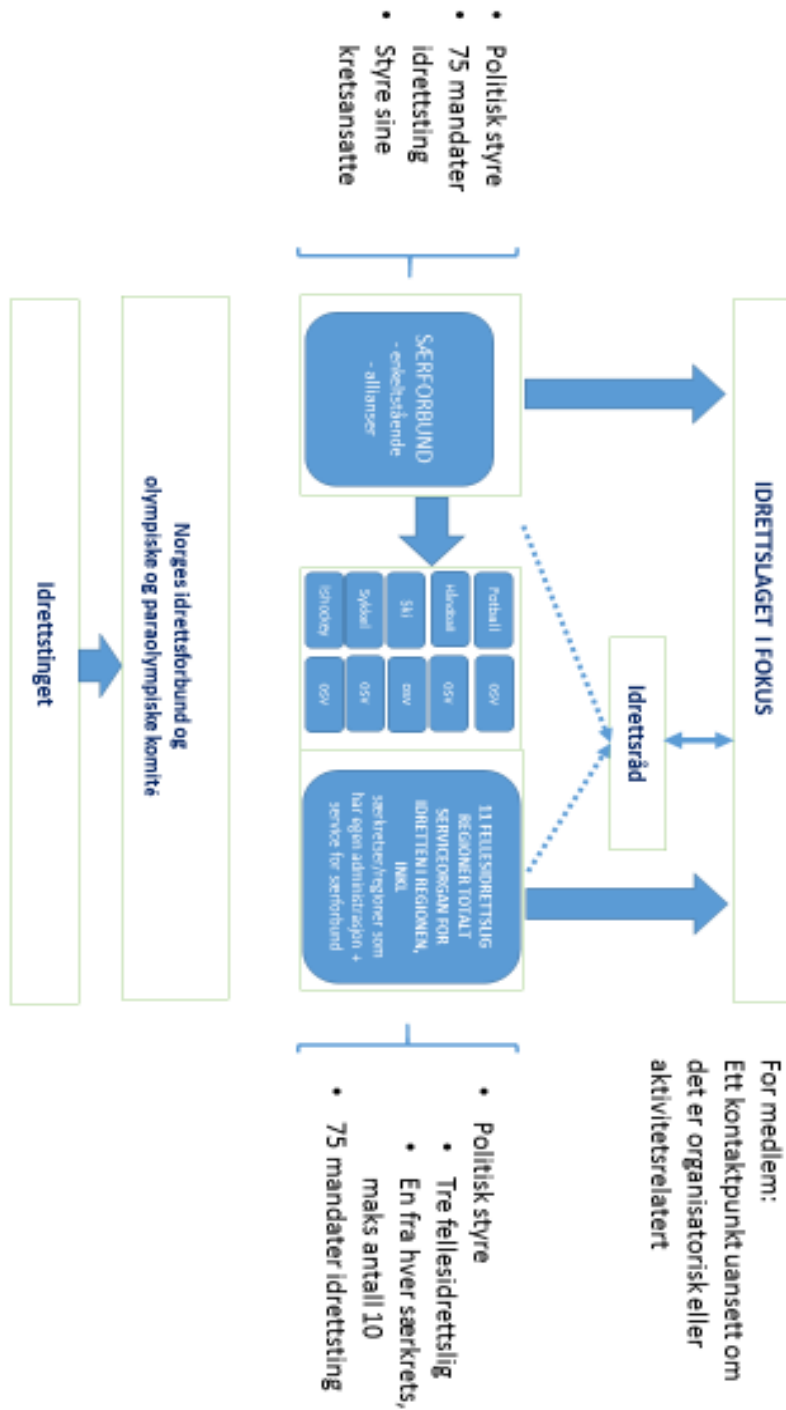 IDRETTSLAGET I FOKUS
For medlem:
Ett kontaktpunkt uansett om
det er organisatorisk eller
aktivitetsrelatert
Idrettsråd
• Politisk styre
• 75 mandater
idrettsting
• Styre sine
kretsansatte
SÆRFORBUND
- enkeltstående
- allianser
Fotball OSV
Håndball OSV
Ski OSV
Sykkel OSV
Ishockey OSV
11 FELLESIDRETTSLIG
REGIONER TOTALT
SERVICEORGAN FOR
IDRETTEN I REGIONEN,
INKL
særkretser/regioner som
har egen administrasjon +
service for særforbund
• Politisk styre
• Tre fellesidrettslig
• En fra hver særkrets,
maks antall 10
• 75 mandater idrettsting
Norges idrettsforbund og
olympiske og paraolympiske komité
Idrettstinget